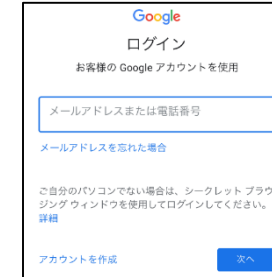 Google
ログイン
お客様の Google アカウントを使用
メールアドレスまたは電話番号
メールアドレスを忘れた場合
ご自分のパソコンでない場合は、シークレット ブラウ
ジング ウィンドウを使用してログインしてください。
詳細
アカウントを作成
次へ